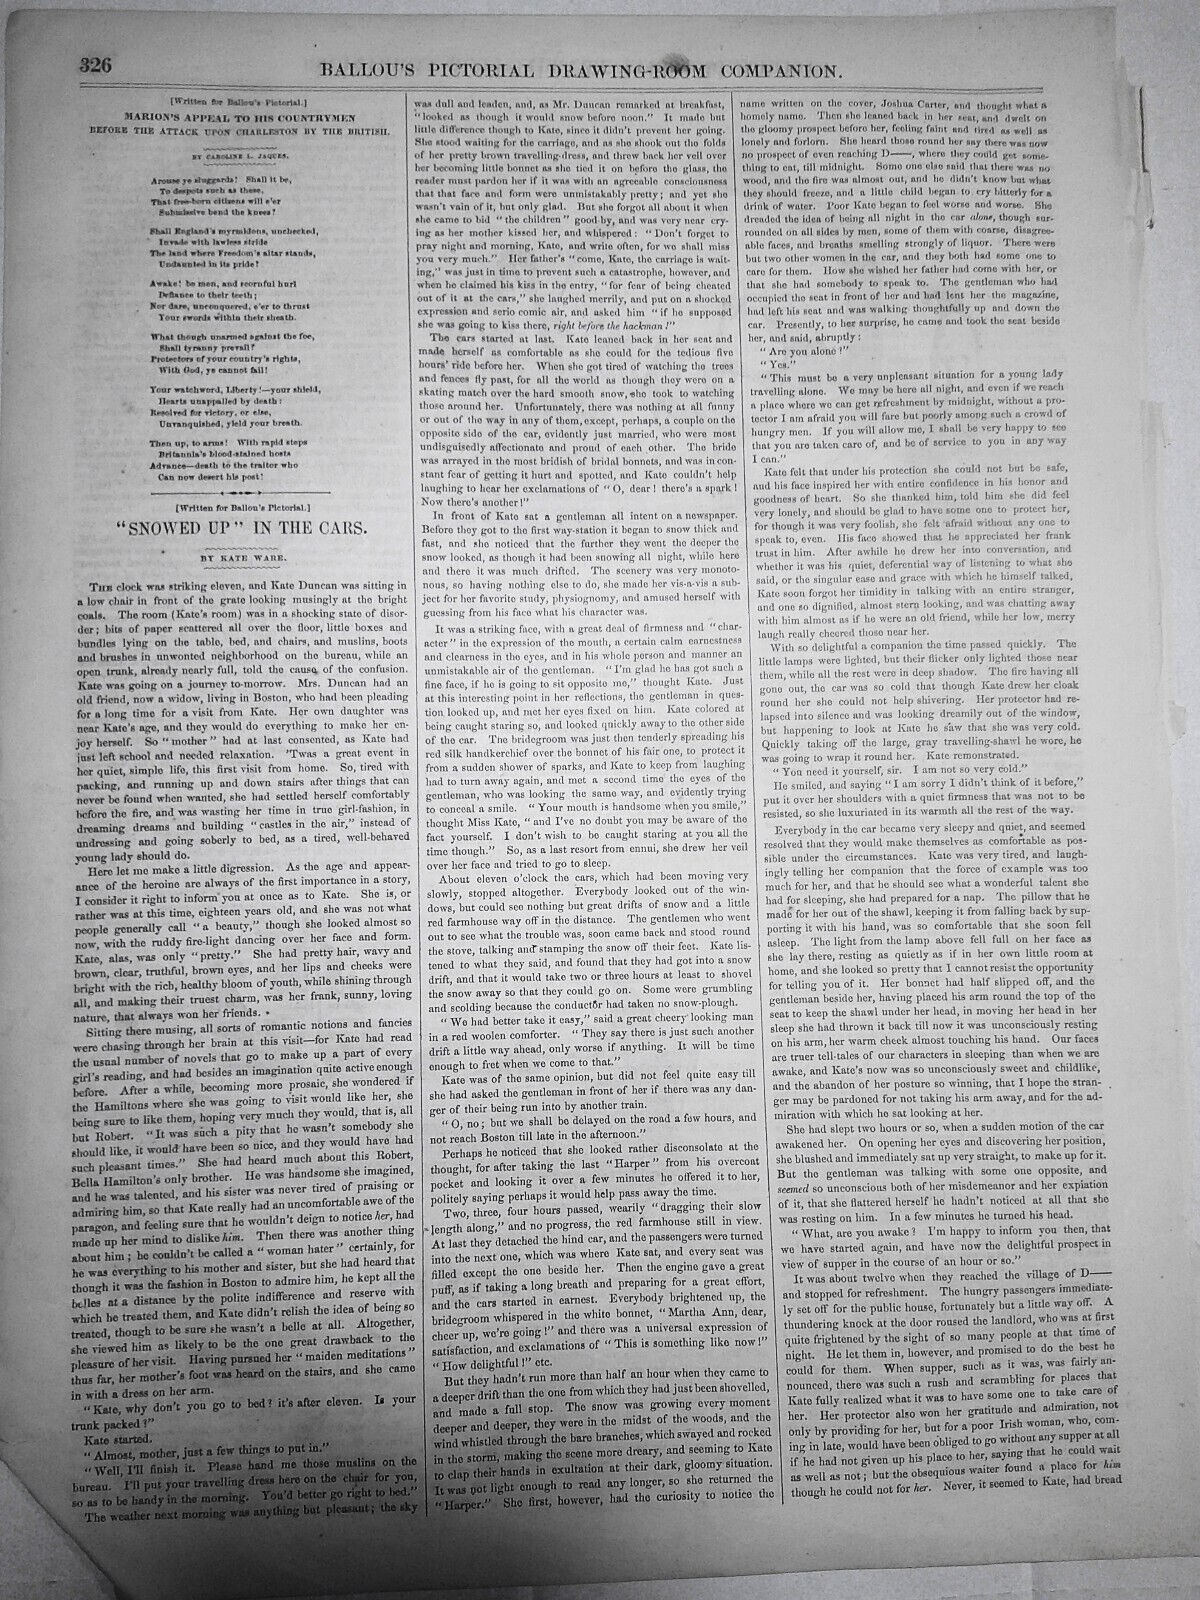 326
BALLOU'S PICTORIAL DRAWING-ROOM COMPANION.
[Written for Ballou's Pictorial.]
MARION'S APPEAL TO HIS COUNTRYMEN
BEFORE THE ATTACK UPON CHARLESTON BY THE BRITISH.
BY CAROLINE L. JAQUES.
Arouse ye sluggards! Shall it be,
To despots such as these,
That free-born citizens will e'er
Submissive bend the knees?
Shall England's myrmidons, unchecked,
Invade with lawless stride
The land where Freedom's altar stands,
Undaunted in its pride?
Awake! be men, and scornful hurl
Defiance to their teeth;
Nor dare, unconquered, e'er to thrust
Your swords within their sheath.
What though unarmed against the foe,
Shall tyranny prevail?
Protectors of your country's rights,
With God, ye cannot fail!
Your watchword, Liberty!—your shield,
Hearts unappalled by death:
Resolved for victory, or else,
Unvanquished, yield your breath.
Then up, to arms! With rapid steps
Britannia's blood-stained hosts
Advance—death to the traitor who
Can now desert his post!
[Written for Ballou's Pictorial.]
"SNOWED UP" IN THE CARS.
BY KATE WARE.
THE clock was striking eleven, and Kate Duncan was sitting in
a low chair in front of the grate looking musingly at the bright
coals. The room (Kate's room) was in a shocking state of disor-
der; bits of paper scattered all over the floor, little boxes and
bundles lying on the table, bed, and chairs, and muslins, boots
and brushes in unwonted neighborhood on the bureau, while an
open trunk, already nearly full, told the cause of the confusion.
Kate was going on a journey to-morrow. Mrs. Duncan had an
old friend, now a widow, living in Boston, who had been pleading
for a long time for a visit from Kate. Her own daughter was
near Kate's age, and they would do everything to make her en-
joy herself. So "mother" had at last consented, as Kate had
just left school and needed relaxation. 'Twas a great event in
her quiet, simple life, this first visit from home. So, tired with
packing, and running up and down stairs after things that can
never be found when wanted, she had settled herself comfortably
before the fire, and was wasting her time in true girl-fashion, in
dreaming dreams and building "castles in the air," instead of
undressing and going soberly to bed, as a tired, well-behaved
young lady should do.
Here let me make a little digression. As the age and appear-
ance of the heroine are always of the first importance in a story,
I consider it right to inform you at once as to Kate. She is, or
rather was at this time, eighteen years old, and she was not what
people generally call "a beauty," though she looked almost so
now, with the ruddy fire-light dancing over her face and form.
Kate, alas, was only "pretty." She had pretty hair, wavy and
brown, clear, truthful, brown eyes, and her lips and cheeks were
bright with the rich, healthy bloom of youth, while shining through
all, and making their truest charm, was her frank, sunny, loving
nature, that always won her friends.
Sitting there musing, all sorts of romantic notions and fancies
were chasing through her brain at this visit—for Kate had read
the usual number of novels that go to make up a part of every
girl's reading, and had besides an imagination quite active enough
before. After a while, becoming more prosaic, she wondered if
the Hamiltons where she was going to visit would like her, she
being sure to like them, hoping very much they would, that is, all
but Robert. "It was such a pity that he wasn't somebody she
should like, it would have been so nice, and they would have had
such pleasant times." She had heard much about this Robert,
Bella Hamilton's only brother. He was handsome she imagined,
and he was talented, and his sister was never tired of praising or
admiring him, so that Kate really had an uncomfortable awe of the
paragon, and feeling sure that he wouldn't deign to notice her, had
made up her mind to dislike him. Then there was another thing
about him; he couldn't be called a "woman hater" certainly, for
he was everything to his mother and sister, but she had heard that
though it was the fashion in Boston to admire him, he kept all the
belles at a distance by the polite indifference and reserve with
which he treated them, and Kate didn't relish the idea of being so
treated, though to be sure she wasn't a belle at all. Altogether,
she viewed him as likely to be the one great drawback to the
pleasure of her visit. Having pursued her "maiden meditations"
thus far, her mother's foot was heard on the stairs, and she came
in with a dress on her arm.
"Kate, why don't you go to bed? it's after eleven. Is your
trunk packed?"
Kate started.
"Almost, mother, just a few things to put in."
"Well, I'll finish it. Please hand me those muslins on the
bureau. I'll put your travelling dress here on the chair for you,
so as to be handy in the morning. You'd better go right to bed."
The weather next morning was anything but pleasant; the sky
was dull and leaden, and, as Mr. Duncan remarked at breakfast,
"looked as though it would snow before noon." It made but
little difference though to Kate, since it didn't prevent her going.
She stood waiting for the carriage, and as she shook out the folds
of her pretty brown travelling-dress, and threw back her veil over
her becoming little bonnet as she tied it on before the glass, the
reader must pardon her if it was with an agreeable consciousness
that that face and form were unmistakably pretty; and yet she
wasn't vain of it, but only glad. But she forgot all about it when
she came to bid "the children" good-by, and was very near cry-
ing as her mother kissed her, and whispered: "Don't forget to
pray night and morning, Kate, and write often, for we shall miss
you very much." Her father's "come, Kate, the carriage is wait-
ing," was just in time to prevent such a catastrophe, however, and
when he claimed his kiss in the entry, "for fear of being cheated
out of it at the cars," she laughed merrily, and put on a shocked
expression and serio comic air, and asked him "if he supposed
she was going to kiss there, right before the hackman!"
The cars started at last. Kate leaned back in her seat and
made herself as comfortable as she could for the tedious five
hours' ride before her. When she got tired of watching the trees
and fences fly past, for all the world as though they were on a
skating match over the hard smooth snow, she took to watching
those around her. Unfortunately, there was nothing at all funny
or out of the way in any of them, except, perhaps, a couple on the
opposite side of the car, evidently just married, who were most
undisguisedly affectionate and proud of each other. The bride
was arrayed in the most bridish of bridal bonnets, and was in con-
stant fear of getting it hurt and spotted, and Kate couldn't help
laughing to hear her exclamations of "O, dear! there's a spark!
Now there's another!"
In front of Kate sat a gentleman all intent on a newspaper.
Before they got to the first way-station it began to snow thick and
fast, and she noticed that the further they went the deeper the
snow looked, as though it had been snowing all night, while here
and there it was much drifted. The scenery was very monoto-
nous, so having nothing else to do, she made her vis-a-vis a sub-
ject for her favorite study, physiognomy, and amused herself with
guessing from his face what his character was.
It was a striking face, with a great deal of firmness and "char-
acter" in the expression of the mouth, a certain calm earnestness
and clearness in the eyes, and in his whole person and manner an
unmistakable air of the gentleman. "I'm glad he has got such a
fine face, if he is going to sit opposite me," thought Kate. Just
at this interesting point in her reflections, the gentleman in ques-
tion looked up, and met her eyes fixed on him. Kate colored at
being caught staring so, and looked quickly away to the other side
of the car. The bridegroom was just then tenderly spreading his
red silk handkerchief over the bonnet of his fair one, to protect it
from a sudden shower of sparks, and Kate to keep from laughing
had to turn away again, and met a second time the eyes of the
gentleman, who was looking the same way, and evidently trying
to conceal a smile. "Your mouth is handsome when you smile,"
thought Miss Kate, "and I've no doubt you may be aware of the
fact yourself. I don't wish to be caught staring at you all the
time though." So, as a last resort from ennui, she drew her veil
over her face and tried to go to sleep.
About eleven o'clock the cars, which had been moving very
slowly, stopped altogether. Everybody looked out of the win-
dows, but could see nothing but great drifts of snow and a little
red farmhouse way off in the distance. The gentlemen who went
out to see what the trouble was, soon came back and stood round
the stove, talking and stamping the snow off their feet. Kate lis-
tened to what they said, and found that they had got into a snow
drift, and that it would take two or three hours at least to shovel
the snow away so that they could go on. Some were grumbling
and scolding because the conductor had taken no snow-plough.
"We had better take it easy," said a great cheery looking man
in a red woolen comforter. "They say there is just such another
drift a little way ahead, only worse if anything. It will be time
enough to fret when we come to that."
Kate was of the same opinion, but did not feel quite easy till
she had asked the gentleman in front of her if there was any dan-
ger of their being run into by another train.
"O, no; but we shall be delayed on the road a few hours, and
not reach Boston till late in the afternoon."
Perhaps he noticed that she looked rather disconsolate at the
thought, for after taking the last "Harper" from his overcoat
pocket and looking it over a few minutes he offered it to her,
politely saying perhaps it would help pass away the time.
Two, three, four hours passed, wearily "dragging their slow
length along," and no progress, the red farmhouse still in view.
At last they detached the hind car, and the passengers were turned
into the next one, which was where Kate sat, and every seat was
filled except the one beside her. Then the engine gave a great
puff, as if taking a long breath and preparing for a great effort,
and the cars started in earnest. Everybody brightened up, the
bridegroom whispered in the white bonnet, "Martha Ann, dear,
cheer up, we're going!" and there was a universal expression of
satisfaction, and exclamations of "This is something like now!"
"How delightful!" etc.
But they hadn't run more than half an hour when they came to
a deeper drift than the one from which they had just been shovelled,
and made a full stop. The snow was growing every moment
deeper and deeper, they were in the midst of the woods, and the
wind whistled through the bare branches, which swayed and rocked
in the storm, making the scene more dreary, and seeming to Kate
to clap their hands in exultation at their dark, gloomy situation.
It was not light enough to read any longer, so she returned the
"Harper." She first, however, had the curiosity to notice the
name written on the cover, Joshua Carter, and thought what a
homely name. Then she leaned back in her seat, and dwelt on
the gloomy prospect before her, feeling faint and tired as well as
lonely and forlorn. She heard those round her say there was now
no prospect of even reaching D——, where they could get some-
thing to eat, till midnight. Some one else said that there was no
wood, and the fire was almost out, and he didn't know but what
they should freeze, and a little child began to cry bitterly for a
drink of water. Poor Kate began to feel worse and worse. She
dreaded the idea of being all night in the car alone, though sur-
rounded on all sides by men, some of them with coarse, disagree-
able faces, and breaths smelling strongly of liquor. There were
but two other women in the car, and they both had some one to
care for them. How she wished her father had come with her, or
that she had somebody to speak to. The gentleman who had
occupied the seat in front of her and had lent her the magazine,
had left his seat and was walking thoughtfully up and down the
car. Presently, to her surprise, he came and took the seat beside
her, and said, abruptly:
"Are you alone?"
"Yes."
"This must be a very unpleasant situation for a young lady
travelling alone. We may be here all night, and even if we reach
a place where we can get refreshment by midnight, without a pro-
tector I am afraid you will fare but poorly among such a crowd of
hungry men. If you will allow me, I shall be very happy to see
that you are taken care of, and be of service to you in any way
I can."
Kate felt that under his protection she could not but be safe,
and his face inspired her with entire confidence in his honor and
goodness of heart. So she thanked him, told him she did feel
very lonely, and should be glad to have some one to protect her,
for though it was very foolish, she felt afraid without any one to
speak to, even. His face showed that he appreciated her frank
trust in him. After awhile he drew her into conversation, and
whether it was his quiet, deferential way of listening to what she
said, or the singular ease and grace with which he himself talked,
Kate soon forgot her timidity in talking with an entire stranger,
and one so dignified, almost stern looking, and was chatting away
with him almost as if he were an old friend, while her low, merry
laugh really cheered those near her.
With so delightful a companion the time passed quickly. The
little lamps were lighted, but their flicker only lighted those near
them, while all the rest were in deep shadow. The fire having all
gone out, the car was so cold that though Kate drew her cloak
round her she could not help shivering. Her protector had re-
lapsed into silence and was looking dreamily out of the window,
but happening to look at Kate he saw that she was very cold.
Quickly taking off the large, gray travelling-shawl he wore, he
was going to wrap it round her. Kate remonstrated.
"You need it yourself, sir. I am not so very cold."
He smiled, and saying "I am sorry I didn't think of it before,"
put it over her shoulders with a quiet firmness that was not to be
resisted, so she luxuriated in its warmth all the rest of the way.
Everybody in the car became very sleepy and quiet, and seemed
resolved that they would make themselves as comfortable as pos-
sible under the circumstances. Kate was very tired, and laugh-
ingly telling her companion that the force of example was too
much for her, and that he should see what a wonderful talent she
had for sleeping, she had prepared for a nap. The pillow that he
made for her out of the shawl, keeping it from falling back by sup-
porting it with his hand, was so comfortable that she soon fell
asleep. The light from the lamp above fell full on her face as
she lay there, resting as quietly as if in her own little room at
home, and she looked so pretty that I cannot resist the opportunity
for telling you of it. Her bonnet had half slipped off, and the
gentleman beside her, having placed his arm round the top of the
seat to keep the shawl under her head, in moving her head in her
sleep she had thrown it back till now it was unconsciously resting
on his arm, her warm cheek almost touching his hand. Our faces
are truer tell-tales of our characters in sleeping than when we are
awake, and Kate's now was so unconsciously sweet and childlike,
and the abandon of her posture so winning, that I hope the stran-
ger may be pardoned for not taking his arm away, and for the ad-
miration with which he sat looking at her.
She had slept two hours or so, when a sudden motion of the car
awakened her. On opening her eyes and discovering her position,
she blushed and immediately sat up very straight, to make up for it.
But the gentleman was talking with some one opposite, and
seemed so unconscious both of her misdemeanor and her expiation
of it, that she flattered herself he hadn't noticed at all that she
was resting on him. In a few minutes he turned his head.
"What, are you awake? I'm happy to inform you then, that
we have started again, and have now the delightful prospect in
view of supper in the course of an hour or so."
It was about twelve when they reached the village of D——
and stopped for refreshment. The hungry passengers immediate-
ly set off for the public house, fortunately but a little way off. A
thundering knock at the door roused the landlord, who was at first
quite frightened by the sight of so many people at that time of
night. He let them in, however, and promised to do the best he
could for them. When supper, such as it was, was fairly an-
nounced, there was such a rush and scrambling for places that
Kate fully realized what it was to have some one to take care of
her. Her protector also won her gratitude and admiration, not
only by providing for her, but for a poor Irish woman, who, com-
ing in late, would have been obliged to go without any supper at all
if he had not given up his place to her, saying that he could wait
as well as not; but the obsequious waiter found a place for him
though he could not for her. Never, it seemed to Kate, had bread